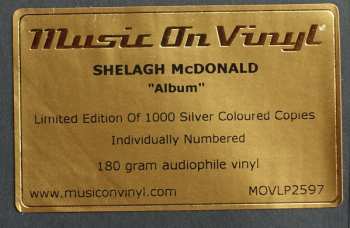 Music On Vinyl
SHELAGH McDONALD
"Album"
Limited Edition Of 1000 Silver Coloured Copies
Individually Numbered
180 gram audiophile vinyl
www.musiconvinyl.com MOVLP2597